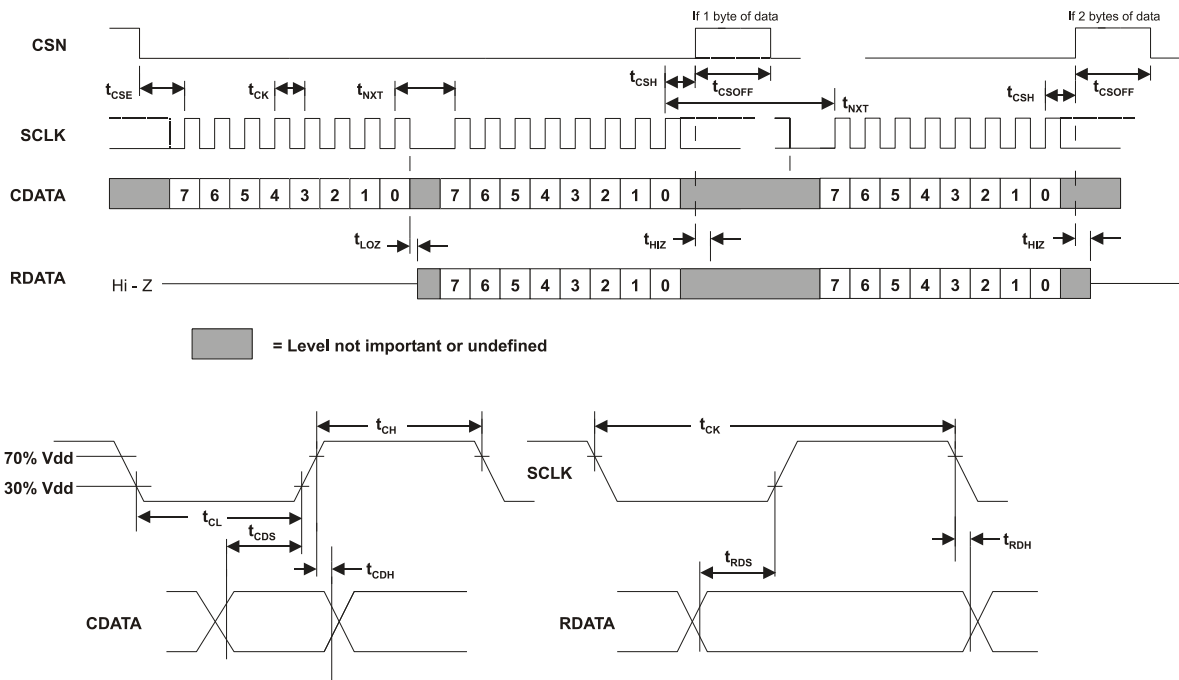 If 1 byte of data
If 2 bytes of data
CSN
tCSE
tCK
tNXT
tCSH
tCSOFF
tNXT
tCSH
tCSOFF
SCLK
CDATA
7 6 5 4 3 2 1 0
7 6 5 4 3 2 1 0
7 6 5 4 3 2 1 0
tLOZ
tHIZ
tHIZ
RDATA
Hi - Z
7 6 5 4 3 2 1 0
7 6 5 4 3 2 1 0
= Level not important or undefined
70% Vdd
30% Vdd
tCH
tCL
tCDS
tCDH
CDATA
SCLK
tCK
tRDS
tRDH
RDATA